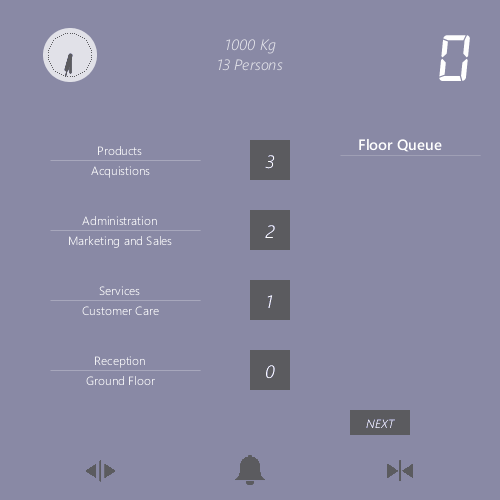 1000 Kg
13 Persons
0
Floor Queue
Products
Acquistions
3
Administration
Marketing and Sales
2
Services
Customer Care
1
Reception
Ground Floor
0
NEXT